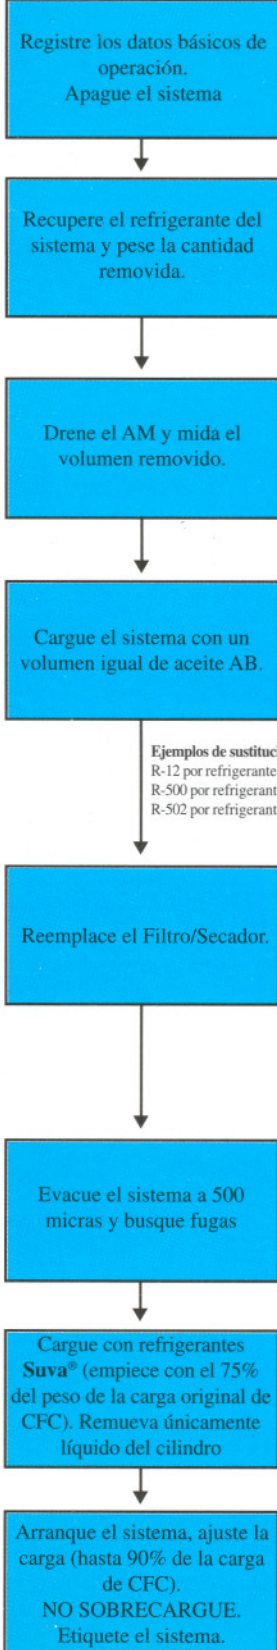 Registre los datos básicos de
operación.
Apague el sistema
Recupere el refrigerante del
sistema y pese la cantidad
removida.
Drene el AM y mida el
volumen removido.
Cargue el sistema con un
volumen igual de aceite AB.
Ejemplos de sustituc
R-12 por refrigerante
R-500 por refrigerant
R-502 por refrigerant
Reemplace el Filtro/Secador.
Evacue el sistema a 500
micras y busque fugas
Cargue con refrigerantes
Suva® (empiece con el 75%
del peso de la carga original de
CFC). Remueva únicamente
líquido del cilindro
Arranque el sistema, ajuste la
carga (hasta 90% de la carga
de CFC).
NO SOBRECARGUE.
Etiquete el sistema.